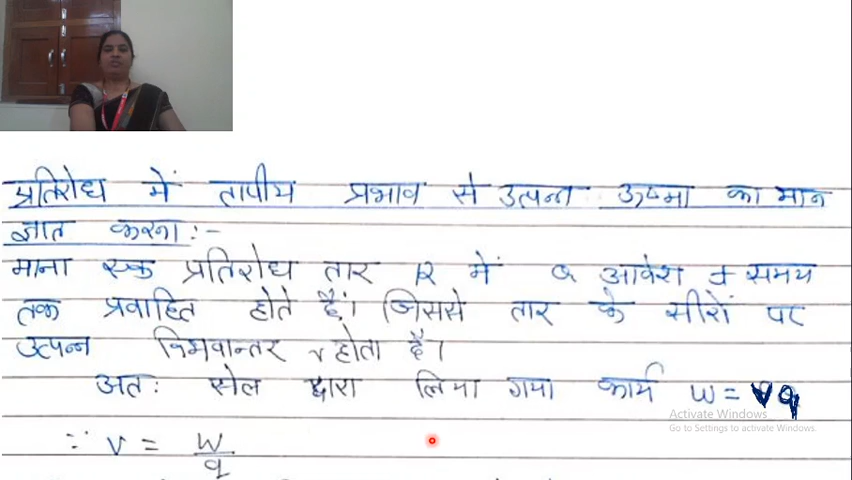 प्रतिरोध में तापीय प्रभाव से उत्पन्न ऊष्मा का मान
ज्ञात करना :-
माना एक प्रतिरोध तार R में Q आवेश t समय
तक प्रवाहित होते हैं। जिससे तार के सीरों पर
उत्पन्न विभवान्तर v होता है।
अतः सेल द्वारा लिया गया कार्य W = Vq
Activate Windows
Go to Settings to activate Windows.
∵ V = W/q